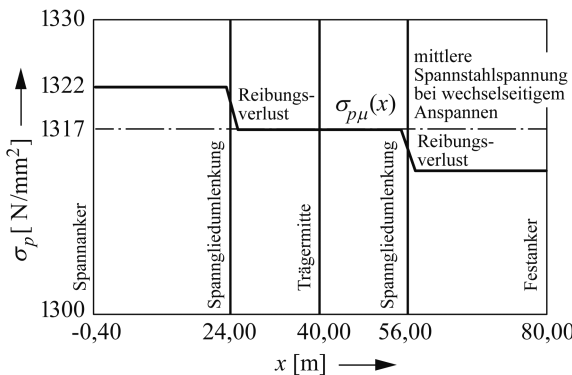 1330
1322
1317
1300
σp [ N/mm²]
Spannanker
Reibungs-
verlust
Spanngliedumlenkung
Trägermitte
σpμ(x)
Spanngliedumlenkung
mittlere
Spannstahlspannung
bei wechselseitigem
Anspannen
Reibungs-
verlust
Festanker
-0,40
24,00
40,00
56,00
80,00
x [m]